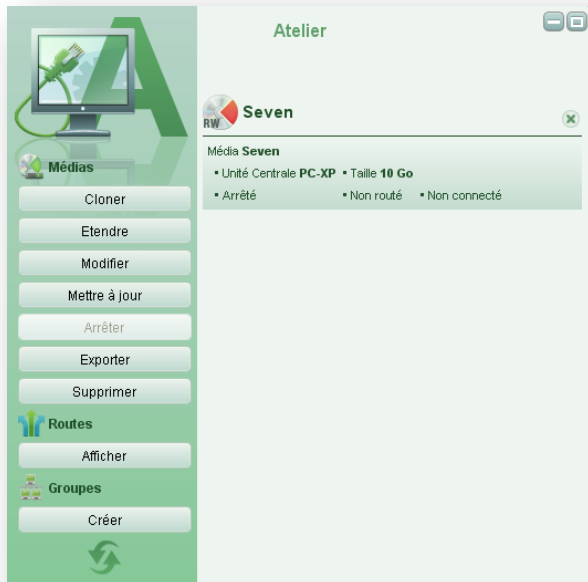 A
Atelier
Médias
Cloner
Etendre
Modifier
Mettre à jour
Arrêter
Exporter
Supprimer
Routes
Afficher
Groupes
Créer
RW
Seven
Média Seven
▪ Unité Centrale PC-XP ▪ Taille 10 Go
▪ Arrêté ▪ Non routé ▪ Non connecté